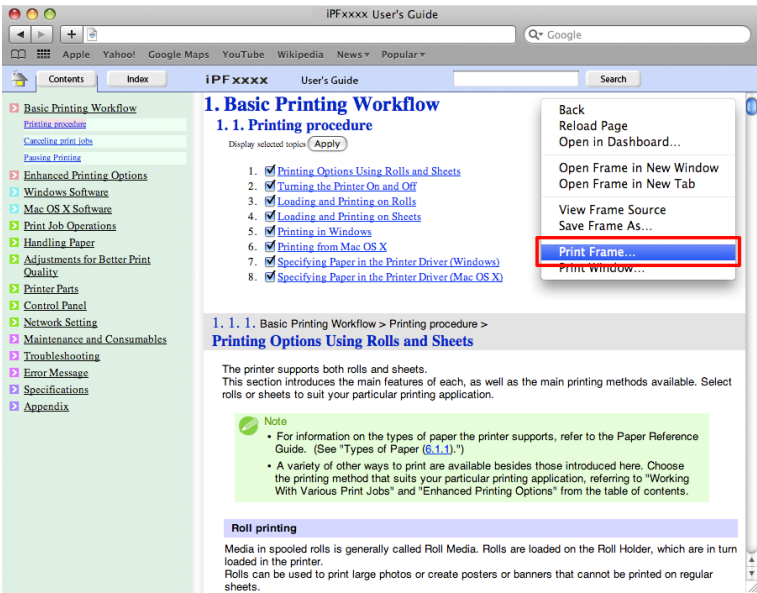 iPFxxxx User's Guide
Google
Apple Yahoo! Google Maps YouTube Wikipedia News Popular
Contents Index iPFxxxx User's Guide Search
Basic Printing Workflow
Printing procedure
Canceling print jobs
Pausing Printing
Enhanced Printing Options
Windows Software
Mac OS X Software
Print Job Operations
Handling Paper
Adjustments for Better Print
Quality
Printer Parts
Control Panel
Network Setting
Maintenance and Consumables
Troubleshooting
Error Message
Specifications
Appendix
1. Basic Printing Workflow
1. 1. Printing procedure
Display selected topics Apply
1. Printing Options Using Rolls and Sheets
2. Turning the Printer On and Off
3. Loading and Printing on Rolls
4. Loading and Printing on Sheets
5. Printing in Windows
6. Printing from Mac OS X
7. Specifying Paper in the Printer Driver (Windows)
8. Specifying Paper in the Printer Driver (Mac OS X)
Back
Reload Page
Open in Dashboard...
Open Frame in New Window
Open Frame in New Tab
View Frame Source
Save Frame As...
Print Frame...
Print Window...
1. 1. 1. Basic Printing Workflow > Printing procedure >
Printing Options Using Rolls and Sheets
The printer supports both rolls and sheets.
This section introduces the main features of each, as well as the main printing methods available. Select
rolls or sheets to suit your particular printing application.
Note
• For information on the types of paper the printer supports, refer to the Paper Reference
Guide. (See "Types of Paper (6.1.1).")
• A variety of other ways to print are available besides those introduced here. Choose
the printing method that suits your particular printing application, referring to "Working
With Various Print Jobs" and "Enhanced Printing Options" from the table of contents.
Roll printing
Media in spooled rolls is generally called Roll Media. Rolls are loaded on the Roll Holder, which are in turn
loaded in the printer.
Rolls can be used to print large photos or create posters or banners that cannot be printed on regular
sheets.